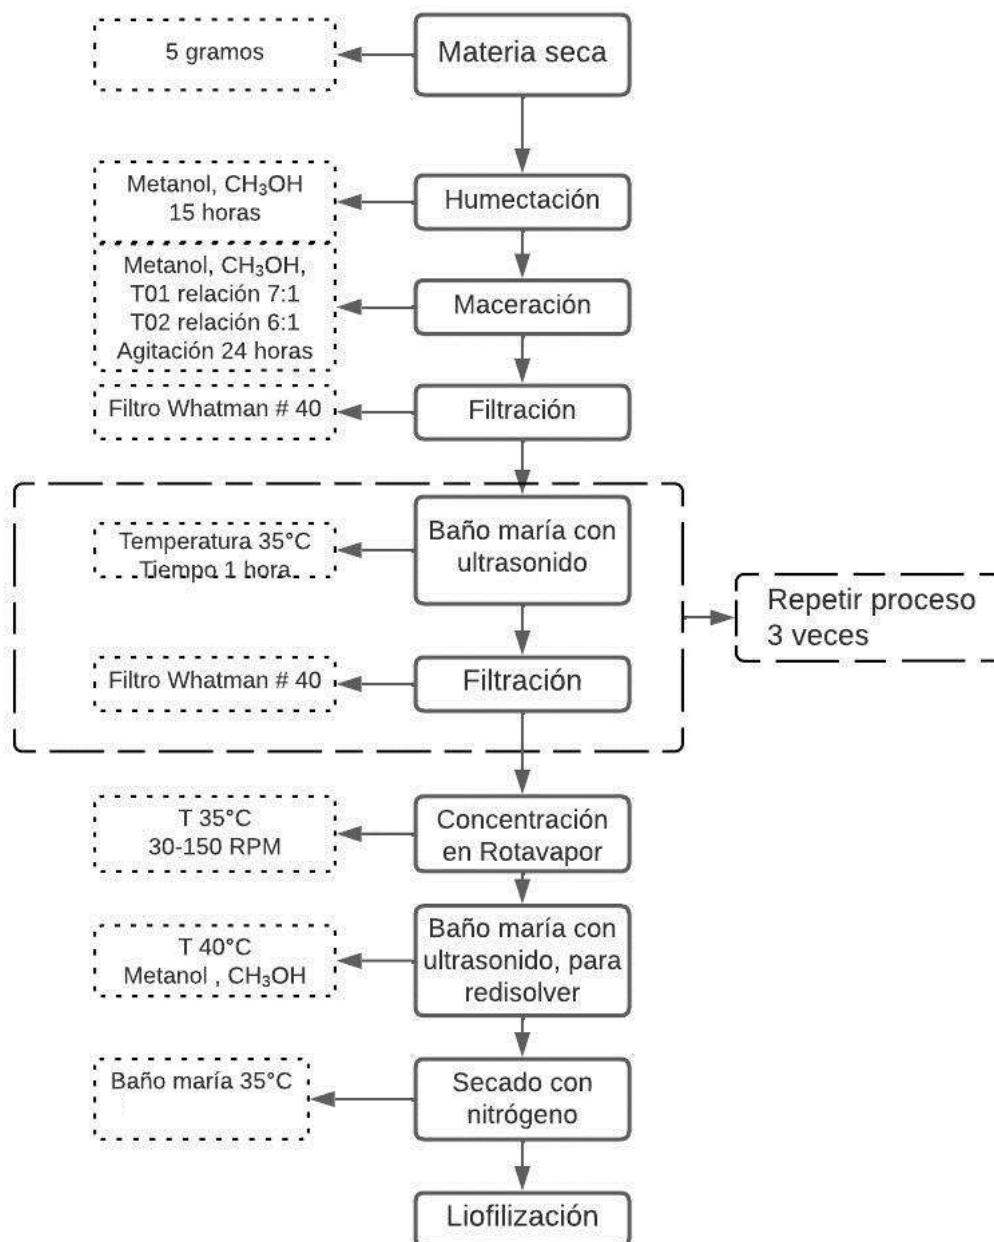 5 gramos
Materia seca
Metanol, CH₃OH
15 horas
Humectación
Metanol, CH₃OH,
T01 relación 7:1
T02 relación 6:1
Agitación 24 horas
Maceración
Filtro Whatman # 40
Filtración
Temperatura 35°C
Tiempo 1 hora
Baño maría con
ultrasonido
Repetir proceso
3 veces
Filtro Whatman # 40
Filtración
T 35°C
30-150 RPM
Concentración
en Rotavapor
T 40°C
Metanol , CH₃OH
Baño maría con
ultrasonido, para
redisolver
Baño maría 35°C
Secado con
nitrógeno
Liofilización